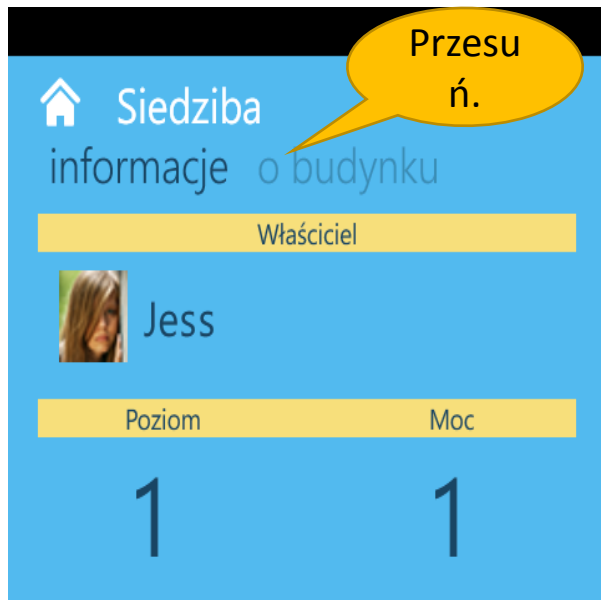 Przesu
ń.
Siedziba
informacje o budynku
Właściciel
Jess
Poziom Moc
1 1